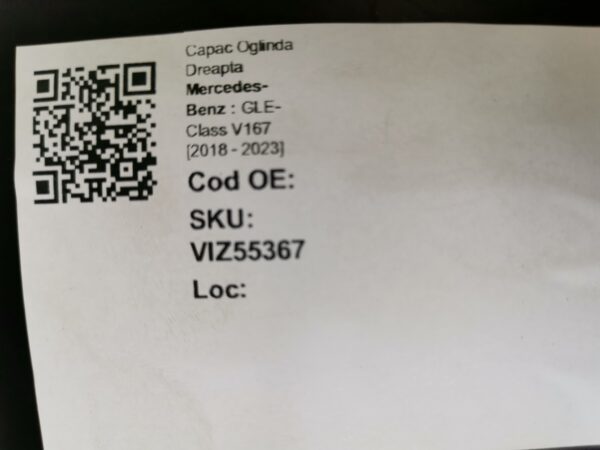 Capac Oglinda
Dreapta
Mercedes-
Benz : GLE-
Class V167
[2018 - 2023]
Cod OE:
SKU:
VIZ55367
Loc: